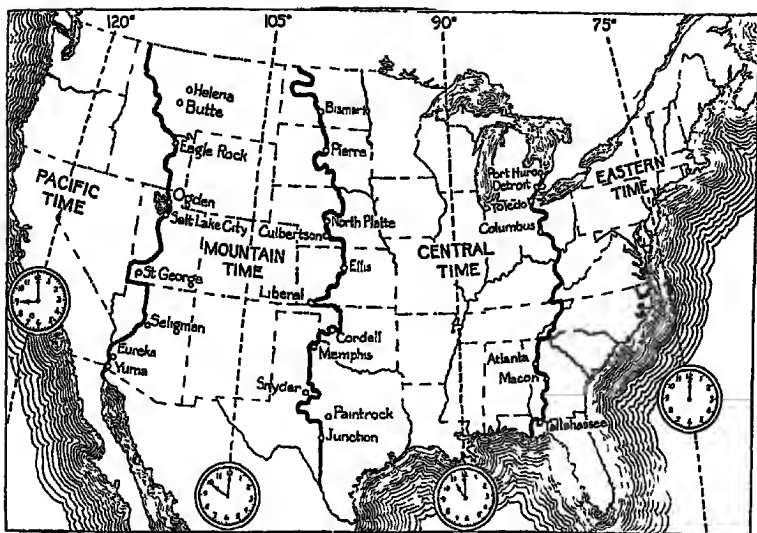 120°
105°
90°
75°
Helena
Butte
Bismark
Eagle Rock
Pierre
Port Huron
Detroit
EASTERN
TIME
PACIFIC
TIME
Ogden
Toledo
Salt Lake City
Culbertson
North Platte
Columbus
MOUNTAIN
TIME
CENTRAL
TIME
St George
Ellis
Liberal
Seligman
Cordell
Memphis
Eureka
Yuma
Atlanta
Macon
Snyder
Paintrock
Junction
Tallahassee